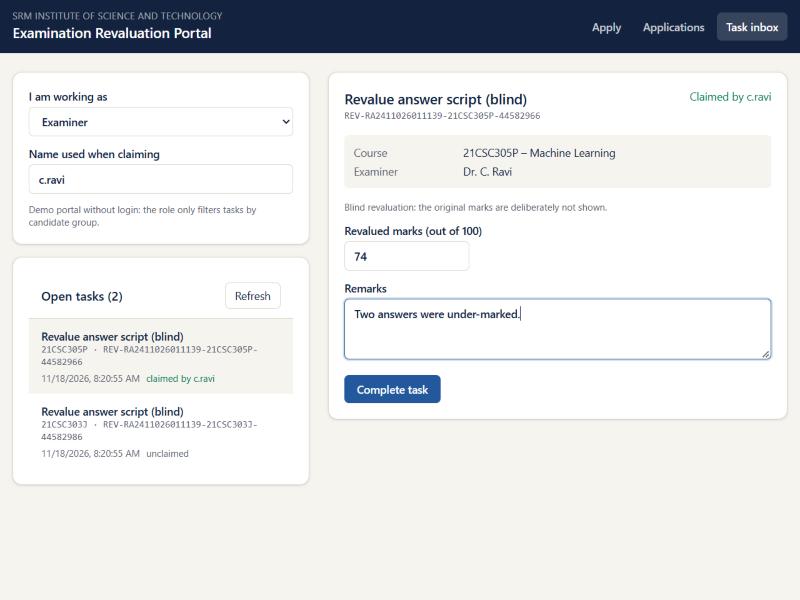 SRM INSTITUTE OF SCIENCE AND TECHNOLOGY
Examination Revaluation Portal
Apply
Applications
Task inbox
I am working as
Examiner
Name used when claiming
c.ravi
Demo portal without login: the role only filters tasks by
candidate group.
Open tasks (2)
Refresh
Revalue answer script (blind)
21CSC305P · REV-RA2411026011139-21CSC305P-
44582966
11/18/2026, 8:20:55 AM claimed by c.ravi
Revalue answer script (blind)
21CSC303J · REV-RA2411026011139-21CSC303J-
44582986
11/18/2026, 8:20:55 AM unclaimed
Revalue answer script (blind)
Claimed by c.ravi
REV-RA2411026011139-21CSC305P-44582966
Course 21CSC305P – Machine Learning
Examiner Dr. C. Ravi
Blind revaluation: the original marks are deliberately not shown.
Revalued marks (out of 100)
74
Remarks
Two answers were under-marked.
Complete task